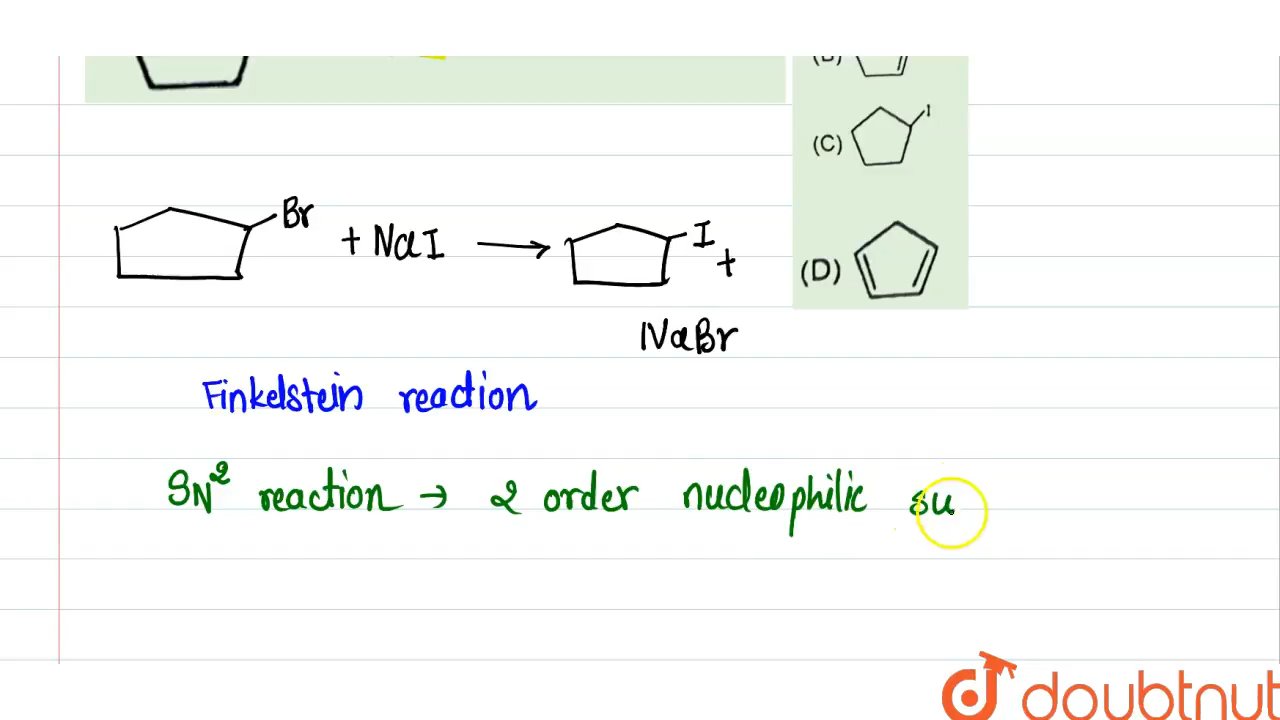 (C)
I
Br
+ NaI
I
+
(D)
NaBr
Finkelstein reaction
SN2 reaction → 2 order nucleophilic su
doubtnut